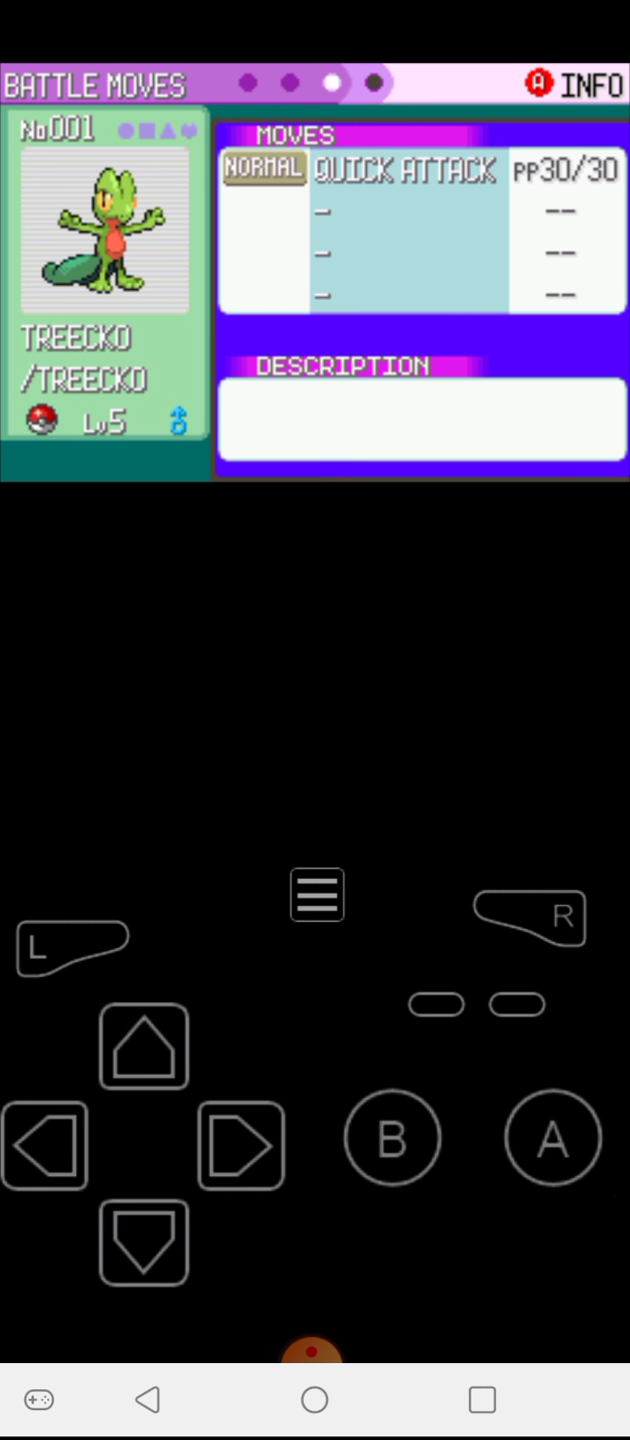 BATTLE MOVES
A INFO
No001
MOVES
NORMAL QUICK ATTACK PP30/30
– --
– --
– --
TREECKO
/TREECKO
Lv5 ♂
DESCRIPTION
L
R
B
A